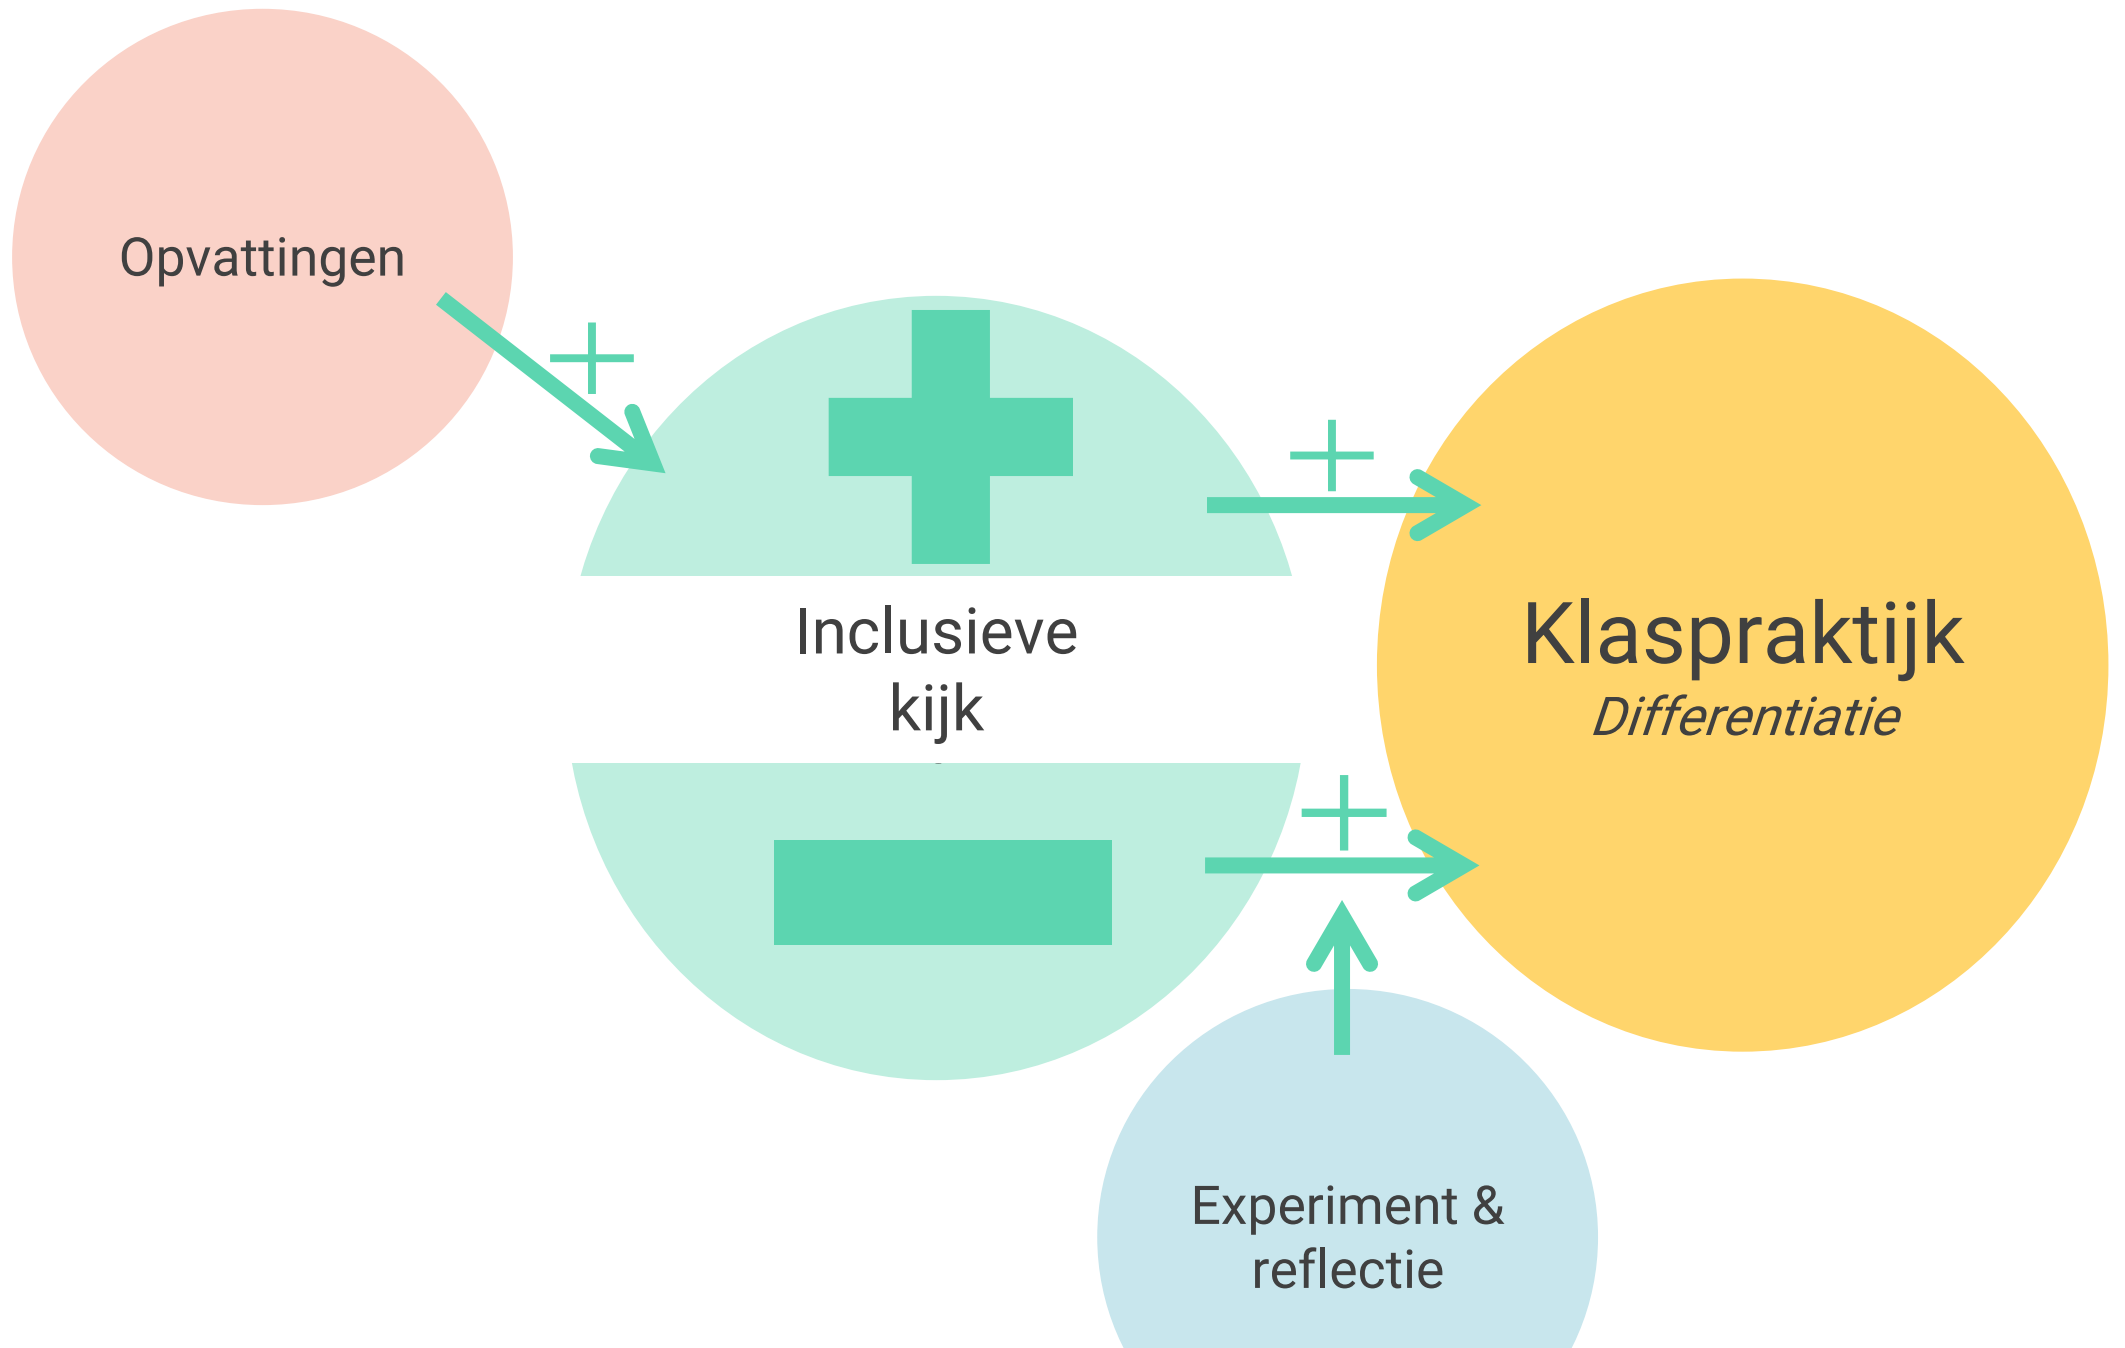 Opvattingen
Inclusieve
kijk
Klaspraktijk
Differentiatie
Experiment &
reflectie